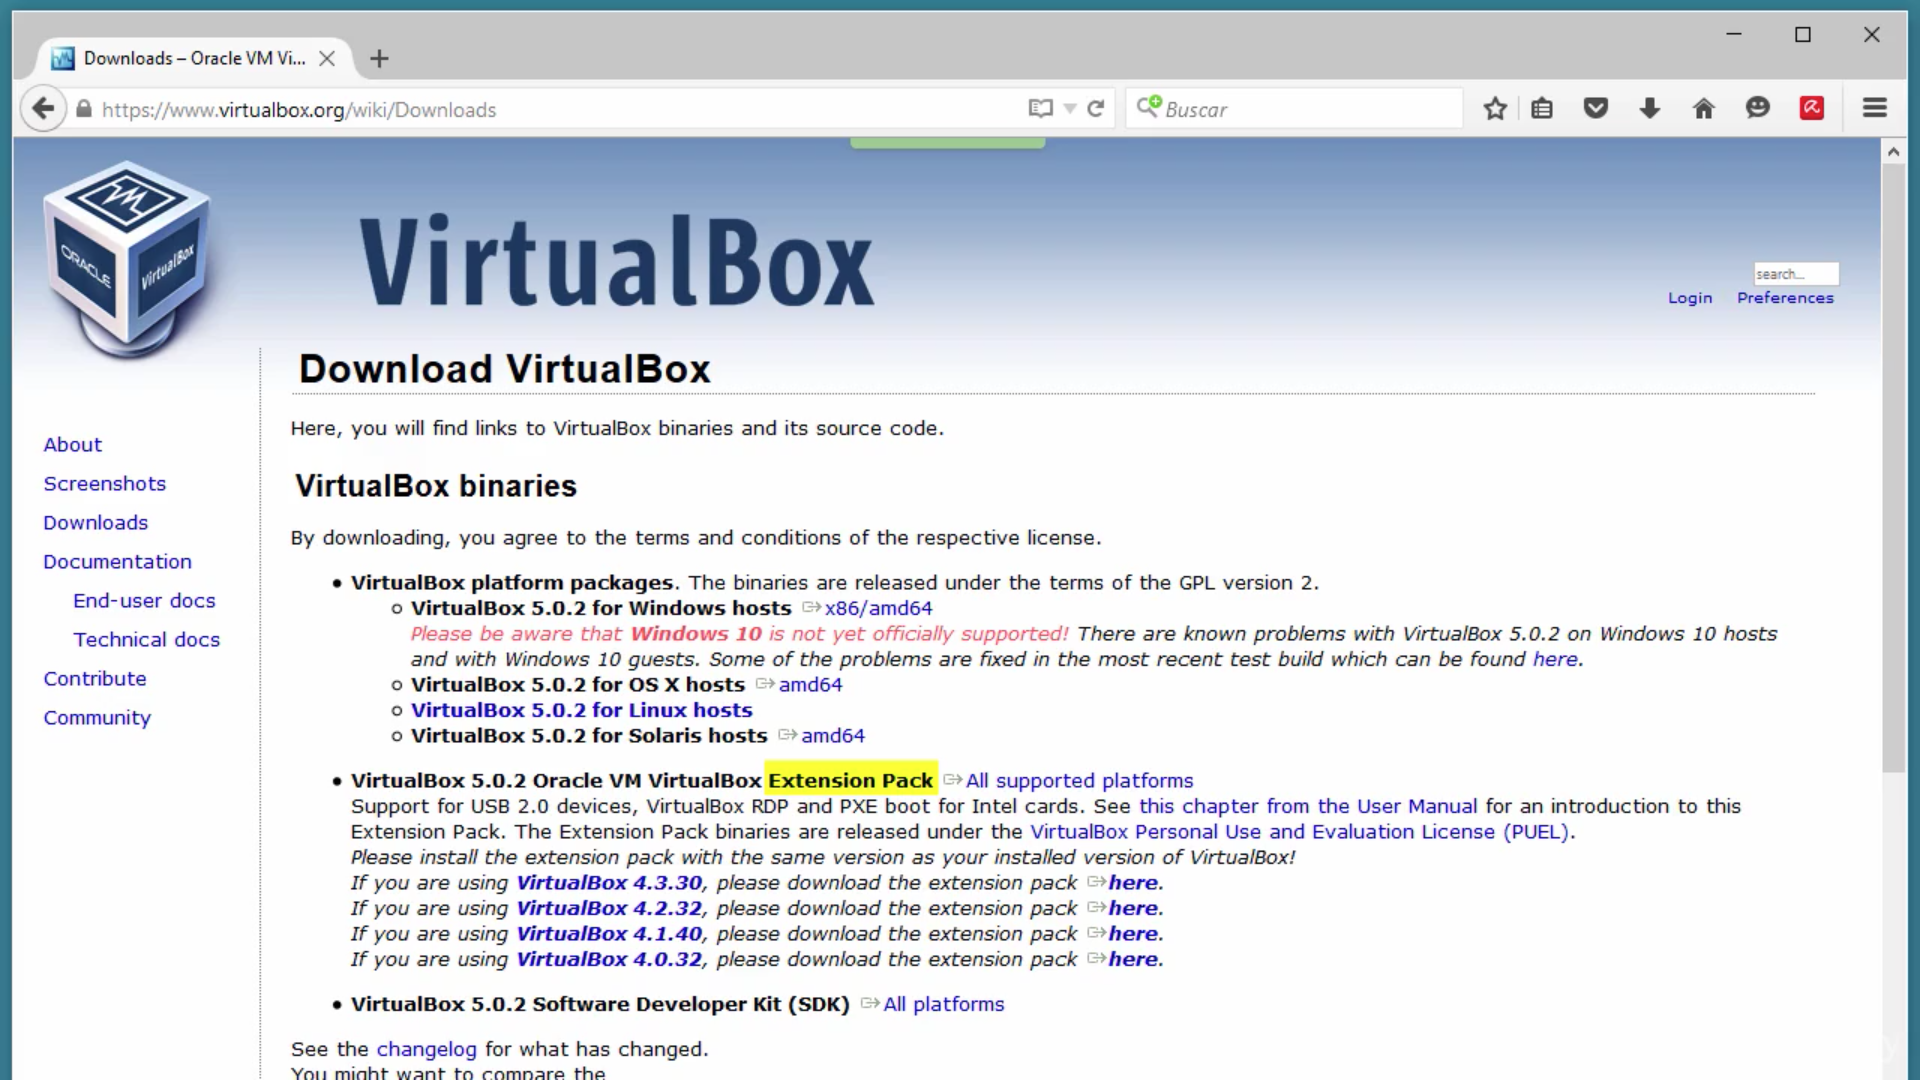 Downloads – Oracle VM Vi...
https://www.virtualbox.org/wiki/Downloads
Buscar
ORACLE
VirtualBox
VirtualBox
search...
Login Preferences
Download VirtualBox
Here, you will find links to VirtualBox binaries and its source code.
About
Screenshots
Downloads
Documentation
End-user docs
Technical docs
Contribute
Community
VirtualBox binaries
By downloading, you agree to the terms and conditions of the respective license.
• VirtualBox platform packages. The binaries are released under the terms of the GPL version 2.
VirtualBox 5.0.2 for Windows hosts x86/amd64
Please be aware that Windows 10 is not yet officially supported! There are known problems with VirtualBox 5.0.2 on Windows 10 hosts
and with Windows 10 guests. Some of the problems are fixed in the most recent test build which can be found here.
VirtualBox 5.0.2 for OS X hosts amd64
VirtualBox 5.0.2 for Linux hosts
VirtualBox 5.0.2 for Solaris hosts amd64
• VirtualBox 5.0.2 Oracle VM VirtualBox Extension Pack All supported platforms
Support for USB 2.0 devices, VirtualBox RDP and PXE boot for Intel cards. See this chapter from the User Manual for an introduction to this
Extension Pack. The Extension Pack binaries are released under the VirtualBox Personal Use and Evaluation License (PUEL).
Please install the extension pack with the same version as your installed version of VirtualBox!
If you are using VirtualBox 4.3.30, please download the extension pack here.
If you are using VirtualBox 4.2.32, please download the extension pack here.
If you are using VirtualBox 4.1.40, please download the extension pack here.
If you are using VirtualBox 4.0.32, please download the extension pack here.
• VirtualBox 5.0.2 Software Developer Kit (SDK) All platforms
See the changelog for what has changed.
You might want to compare the